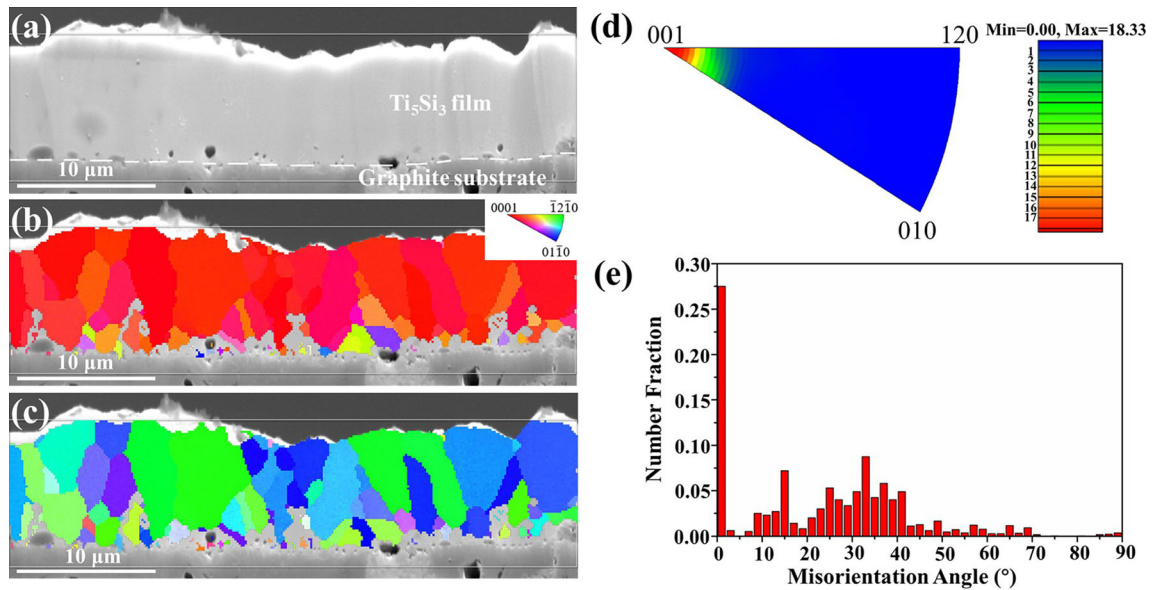 (a)
Ti₅Si₃ film
10 µm
Graphite substrate
(b)
0001 1̅21̅0
011̅0
10 µm
(c)
10 µm
(d)
001 120
010
Min=0.00, Max=18.33
1
2
3
4
5
6
7
8
9
10
11
12
13
14
15
16
17
(e)
Number Fraction
0.30
0.25
0.20
0.15
0.10
0.05
0.00
0 10 20 30 40 50 60 70 80 90
Misorientation Angle (°)